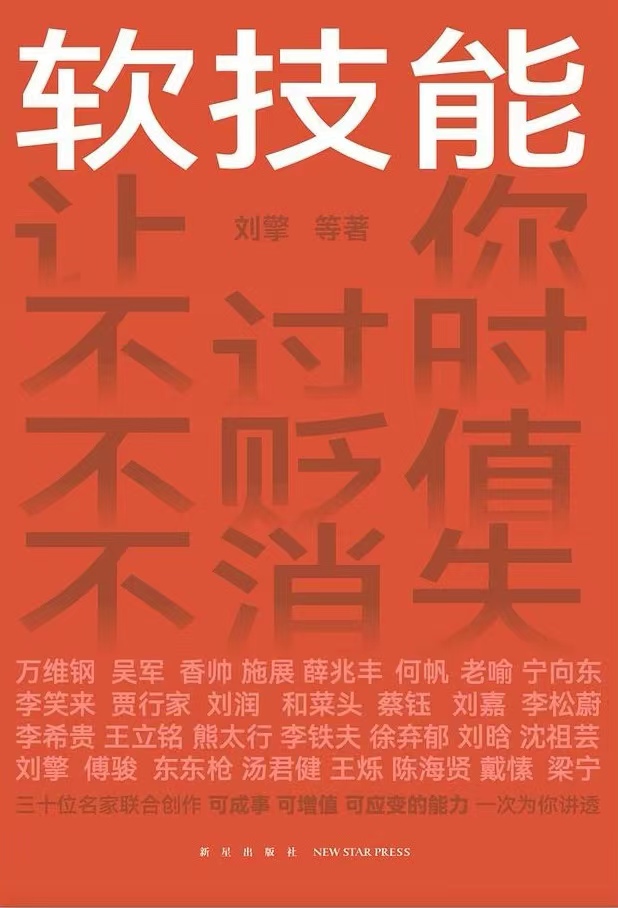 软技能
让 刘擎 等著 你
不过时
不贬值
不消失
万维钢 吴军 香帅 施展 薛兆丰 何帆 老喻 宁向东
李笑来 贾行家 刘润 和菜头 蔡钰 刘嘉 李松蔚
李希贵 王立铭 熊太行 李铁夫 徐弃郁 刘晗 沈祖芸
刘擎 傅骏 东东枪 汤君健 王烁 陈海贤 戴愫 梁宁
三十位名家联合创作 可成事 可增值 可应变的能力 一次为你讲透
新星出版社 NEW STAR PRESS